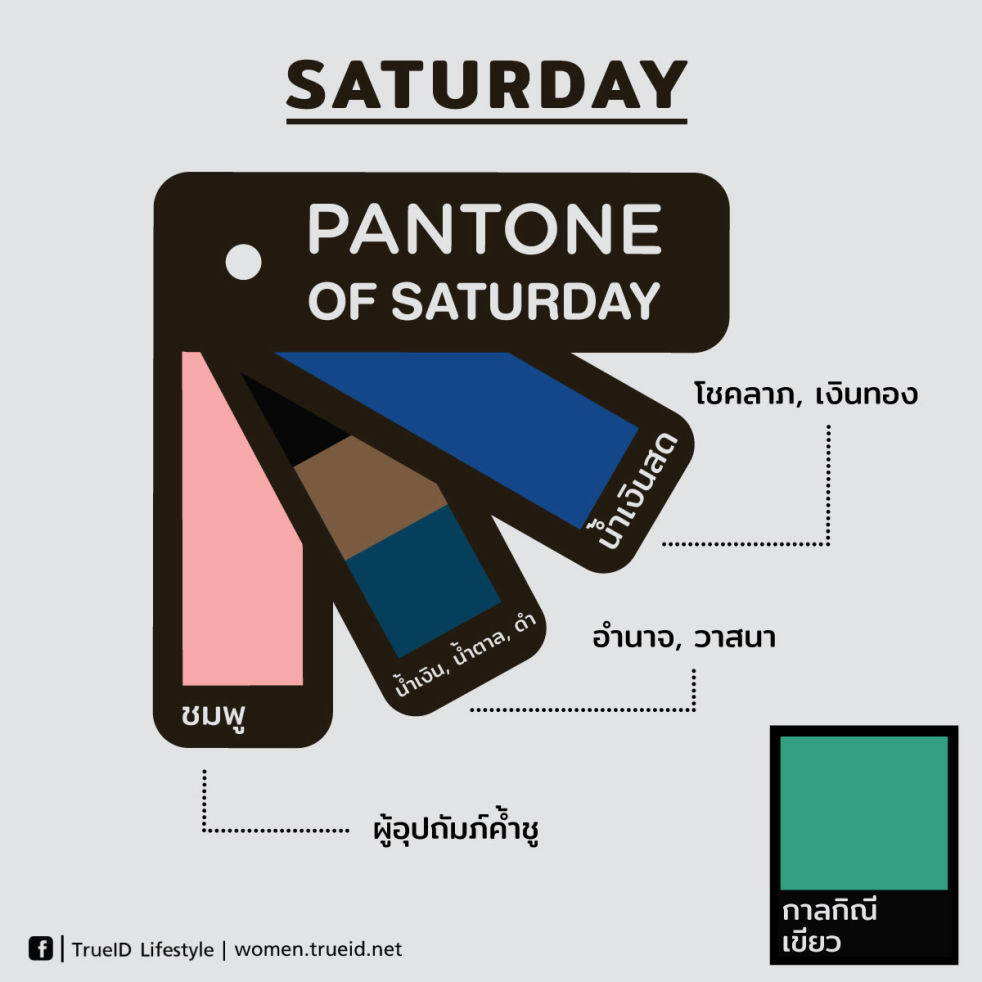 SATURDAY
PANTONE
OF SATURDAY
โชคลาภ, เงินทอง
น้ำเงินสด
อำนาจ, วาสนา
น้ำเงิน, น้ำตาล, ดำ
ชมพู
ผู้อุปถัมภ์ค้ำชู
กาลกิณี
เขียว
TrueID Lifestyle | women.trueid.net